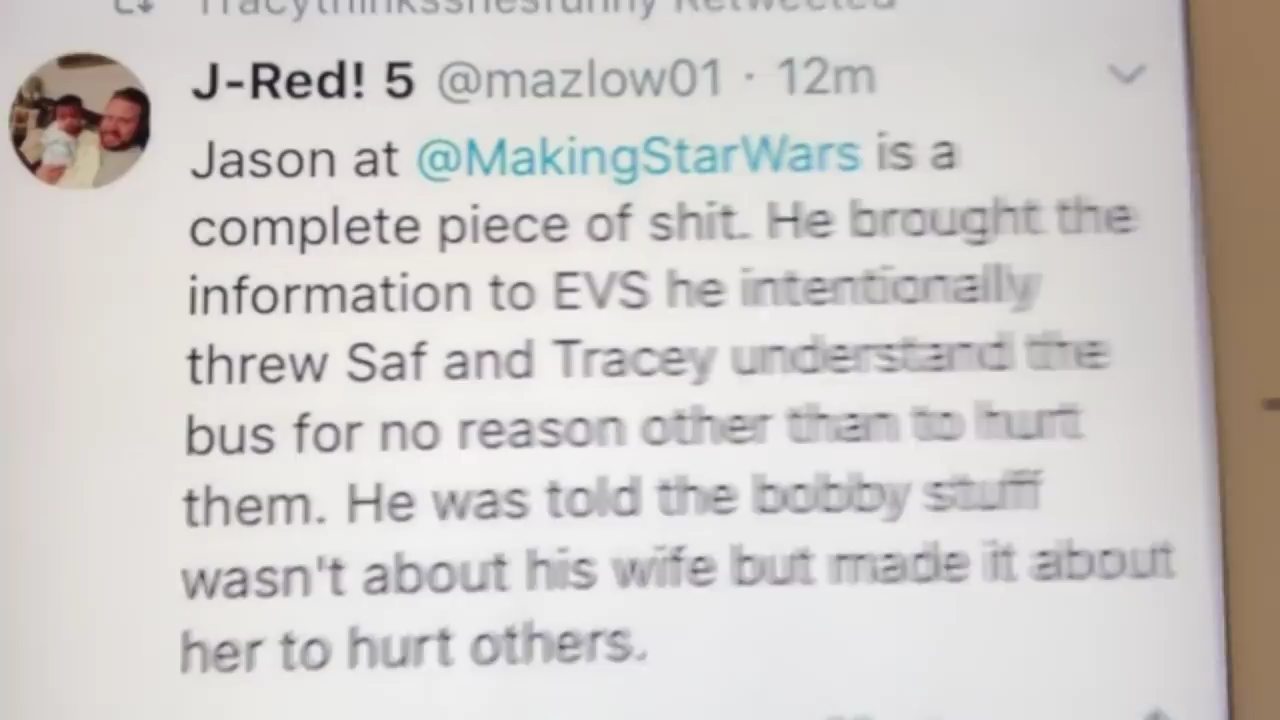 Tracythinksshesfunny Retweeted
J-Red! 5 @mazlow01 · 12m
Jason at @MakingStarWars is a
complete piece of shit. He brought the
information to EVS he intentionally
threw Saf and Tracey understand the
bus for no reason other than to hurt
them. He was told the bobby stuff
wasn't about his wife but made it about
her to hurt others.